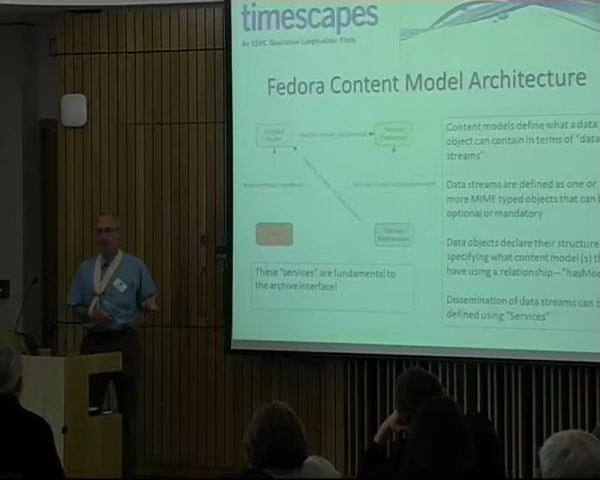 timescapes
An ESRC Qualitative Longitudinal Study
Fedora Content Model Architecture
Content models define what a data
object can contain in terms of "data
streams"
Data streams are defined as one or
more MIME typed objects that can b
optional or mandatory
Data objects declare their structure
specifying what content model (s) th
have using a relationship – "hasMod
Dissemination of data streams can b
defined using "Services"
These "services" are fundamental to
the archive interface!